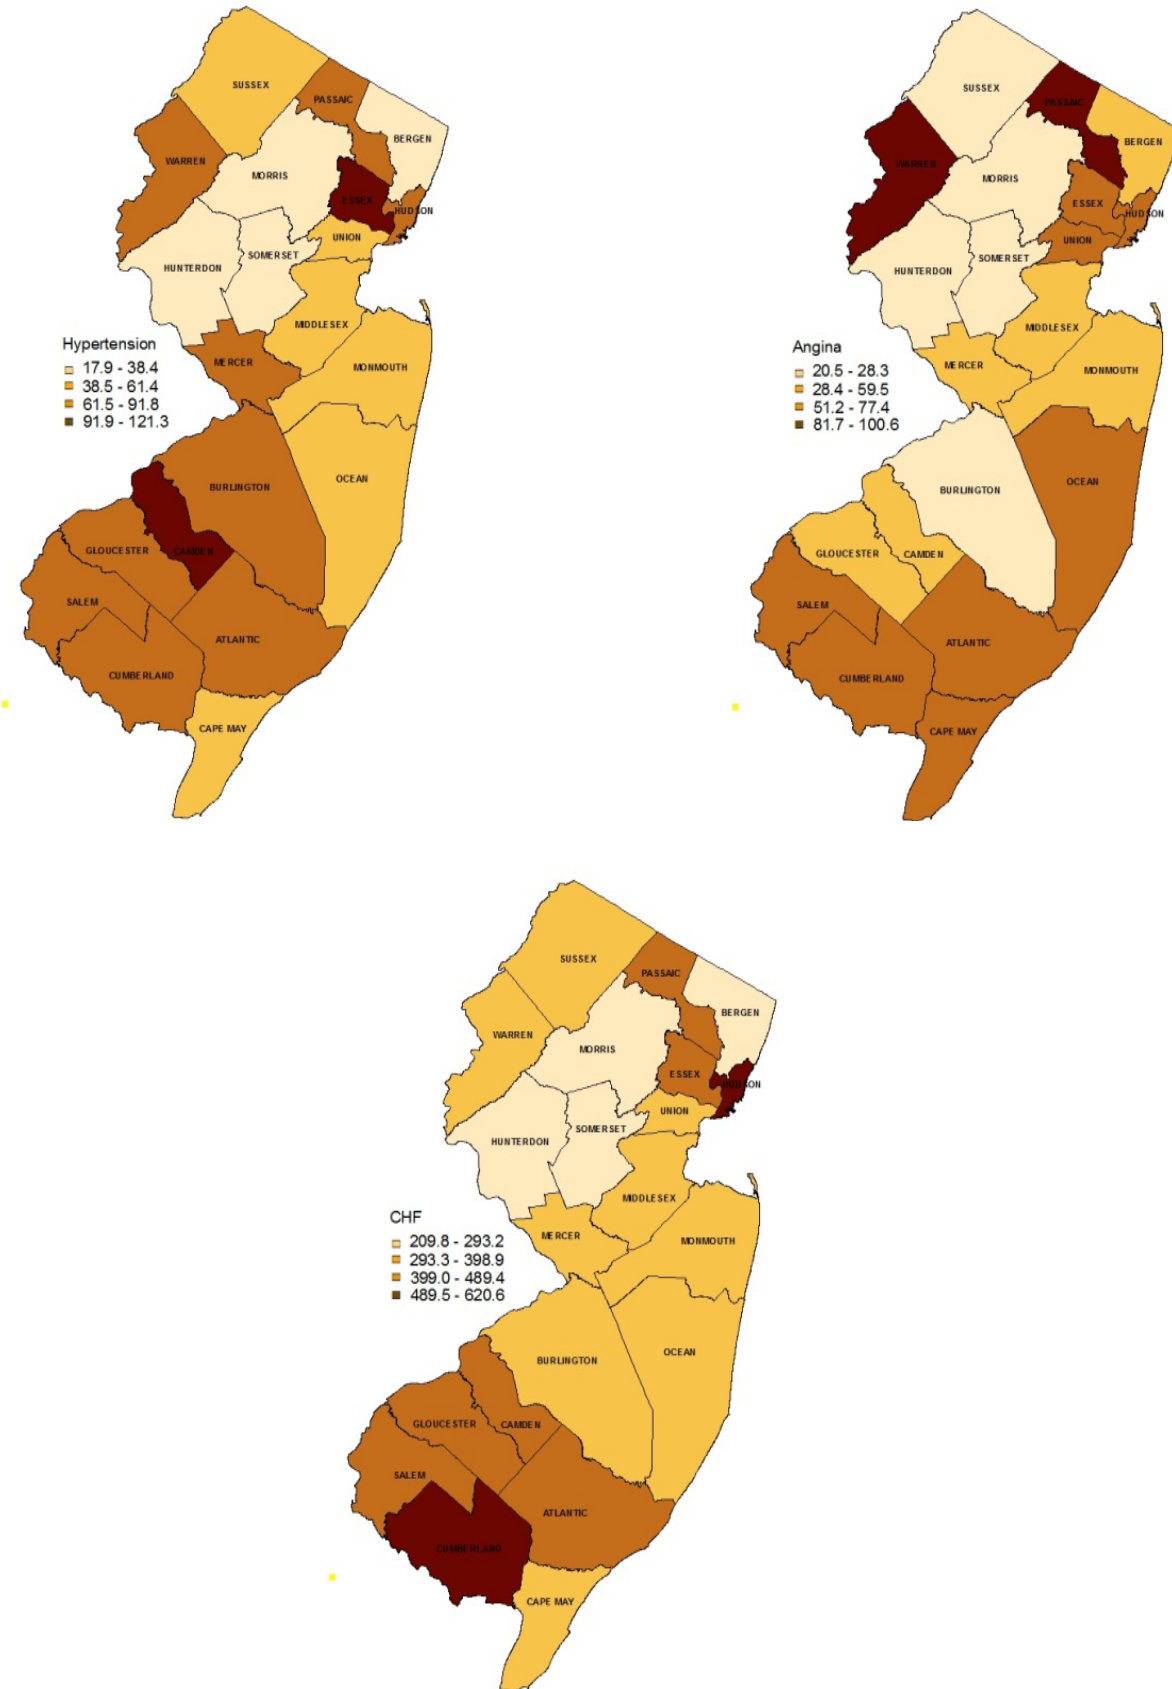 SUSSEX
PASSAIC
BERGEN
WARREN
MORRIS
ESSEX
HUDSON
UNION
SOMERSET
HUNTERDON
MIDDLESEX
MERCER
MONMOUTH
Hypertension
17.9 - 38.4
38.5 - 61.4
61.5 - 91.8
91.9 - 121.3
OCEAN
BURLINGTON
GLOUCESTER
CAMDEN
SALEM
ATLANTIC
CUMBERLAND
CAPE MAY
SUSSEX
PASSAIC
BERGEN
WARREN
MORRIS
ESSEX
HUDSON
UNION
SOMERSET
HUNTERDON
MIDDLESEX
MERCER
MONMOUTH
Angina
20.5 - 28.3
28.4 - 59.5
51.2 - 77.4
81.7 - 100.6
OCEAN
BURLINGTON
GLOUCESTER
CAMDEN
SALEM
ATLANTIC
CUMBERLAND
CAPE MAY
SUSSEX
PASSAIC
BERGEN
WARREN
MORRIS
ESSEX
HUDSON
UNION
SOMERSET
HUNTERDON
MIDDLESEX
MERCER
MONMOUTH
CHF
209.8 - 293.2
293.3 - 398.9
399.0 - 489.4
489.5 - 620.6
OCEAN
BURLINGTON
GLOUCESTER
CAMDEN
SALEM
ATLANTIC
CUMBERLAND
CAPE MAY